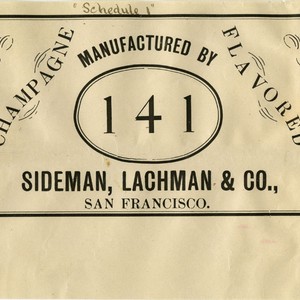 "Schedule 1"
CHAMPAGNE
FLAVORED
MANUFACTURED BY
141
SIDEMAN, LACHMAN & CO.,
SAN FRANCISCO.